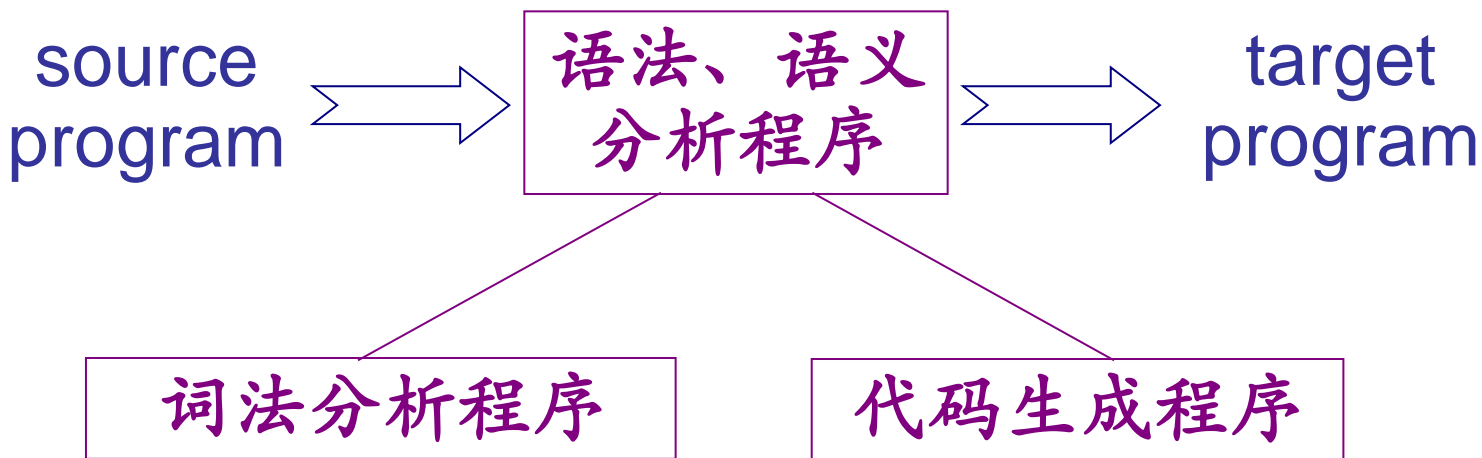 source
program
语法、语义
分析程序
target
program
词法分析程序
代码生成程序